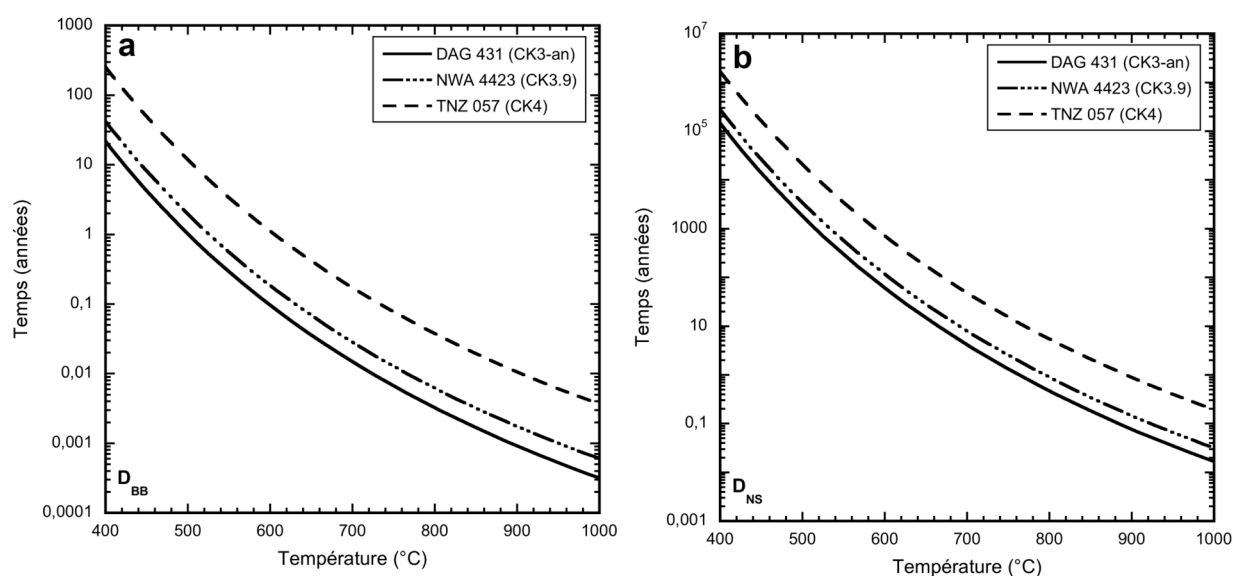 a
DAG 431 (CK3-an)
NWA 4423 (CK3.9)
TNZ 057 (CK4)
1000
100
10
1
0,1
0,01
0,001
0,0001
Temps (années)
D_BB
400 500 600 700 800 900 1000
Température (°C)
b
DAG 431 (CK3-an)
NWA 4423 (CK3.9)
TNZ 057 (CK4)
10^7
10^5
1000
10
0,1
0,001
Temps (années)
D_NS
400 500 600 700 800 900 1000
Température (°C)